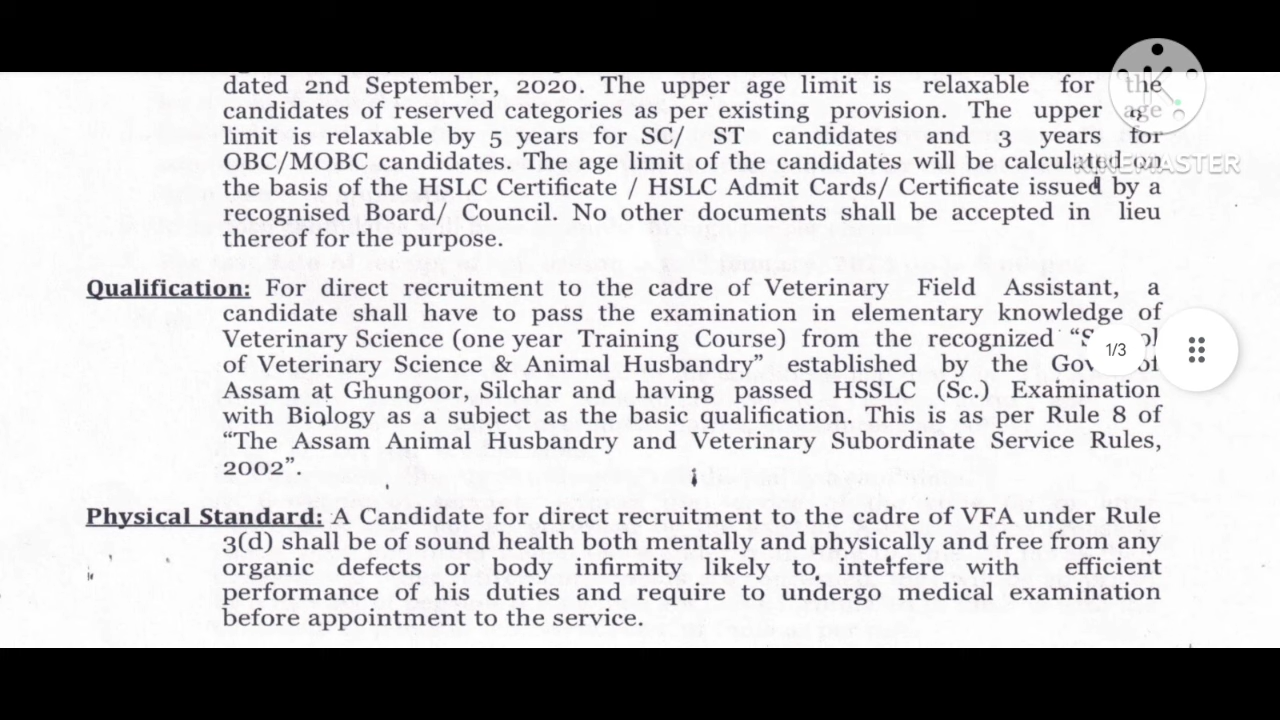 dated 2nd September, 2020. The upper age limit is relaxable for the
candidates of reserved categories as per existing provision. The upper age
limit is relaxable by 5 years for SC/ ST candidates and 3 years for
OBC/MOBC candidates. The age limit of the candidates will be calculated on
the basis of the HSLC Certificate / HSLC Admit Cards/ Certificate issued by a
recognised Board/ Council. No other documents shall be accepted in lieu
thereof for the purpose.
Qualification: For direct recruitment to the cadre of Veterinary Field Assistant, a
candidate shall have to pass the examination in elementary knowledge of
Veterinary Science (one year Training Course) from the recognized
of Veterinary Science & Animal Husbandry” established by the of
Assam at Ghungoor, Silchar and having passed HSSLC (Sc.) Examination
with Biology as a subject as the basic qualification. This is as per Rule 8 of
“The Assam Animal Husbandry and Veterinary Subordinate Service Rules,
2002”.
Physical Standard: A Candidate for direct recruitment to the cadre of VFA under Rule
3(d) shall be of sound health both mentally and physically and free from any
organic defects or body infirmity likely to interfere with efficient
performance of his duties and require to undergo medical examination
before appointment to the service.
KINEMASTER
1/3